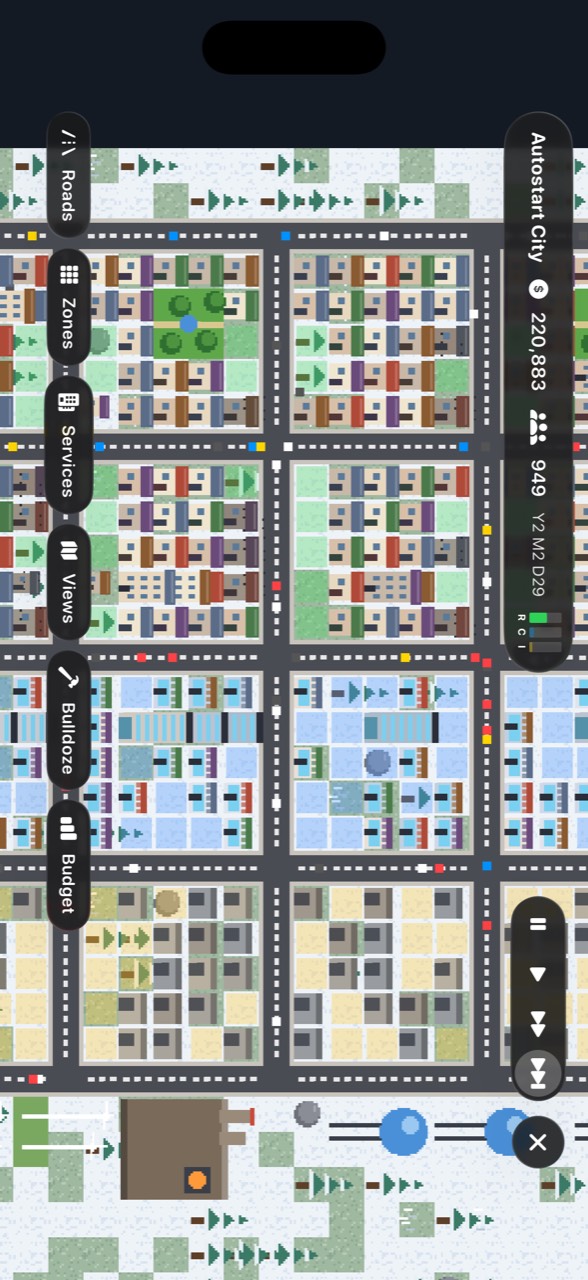 Autostart City $ 220,883 949 Y2 M2 D29
R
C
I
Roads
Zones
Services
Views
Bulldoze
Budget